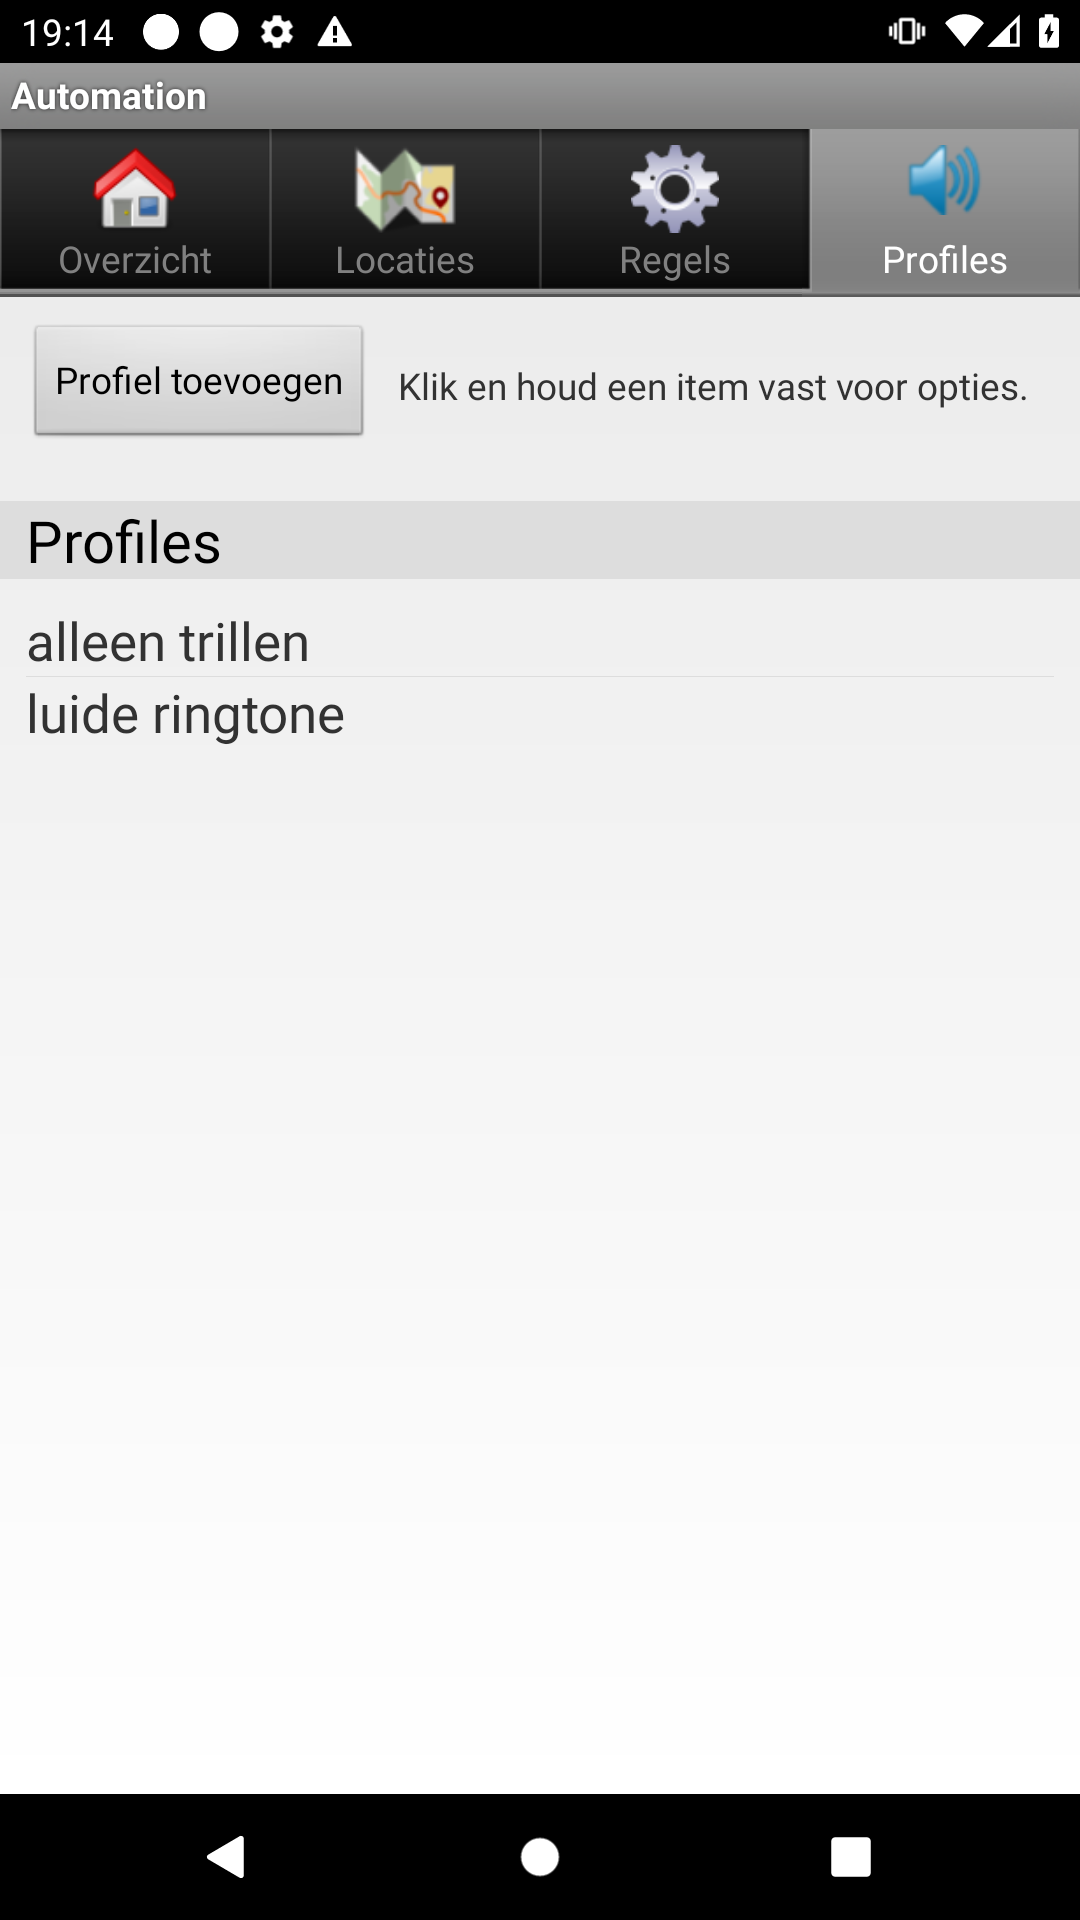 19:14
Automation
Overzicht
Locaties
Regels
Profiles
Profiel toevoegen
Klik en houd een item vast voor opties.
Profiles
alleen trillen
luide ringtone